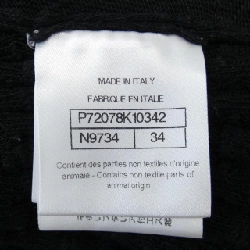 MADE IN ITALY
FABRIQUÉ EN ITALIE
P72078K10342
N9734 34
Contient des parties non textiles d'origine
animale - Contains non textile parts of
animal origin